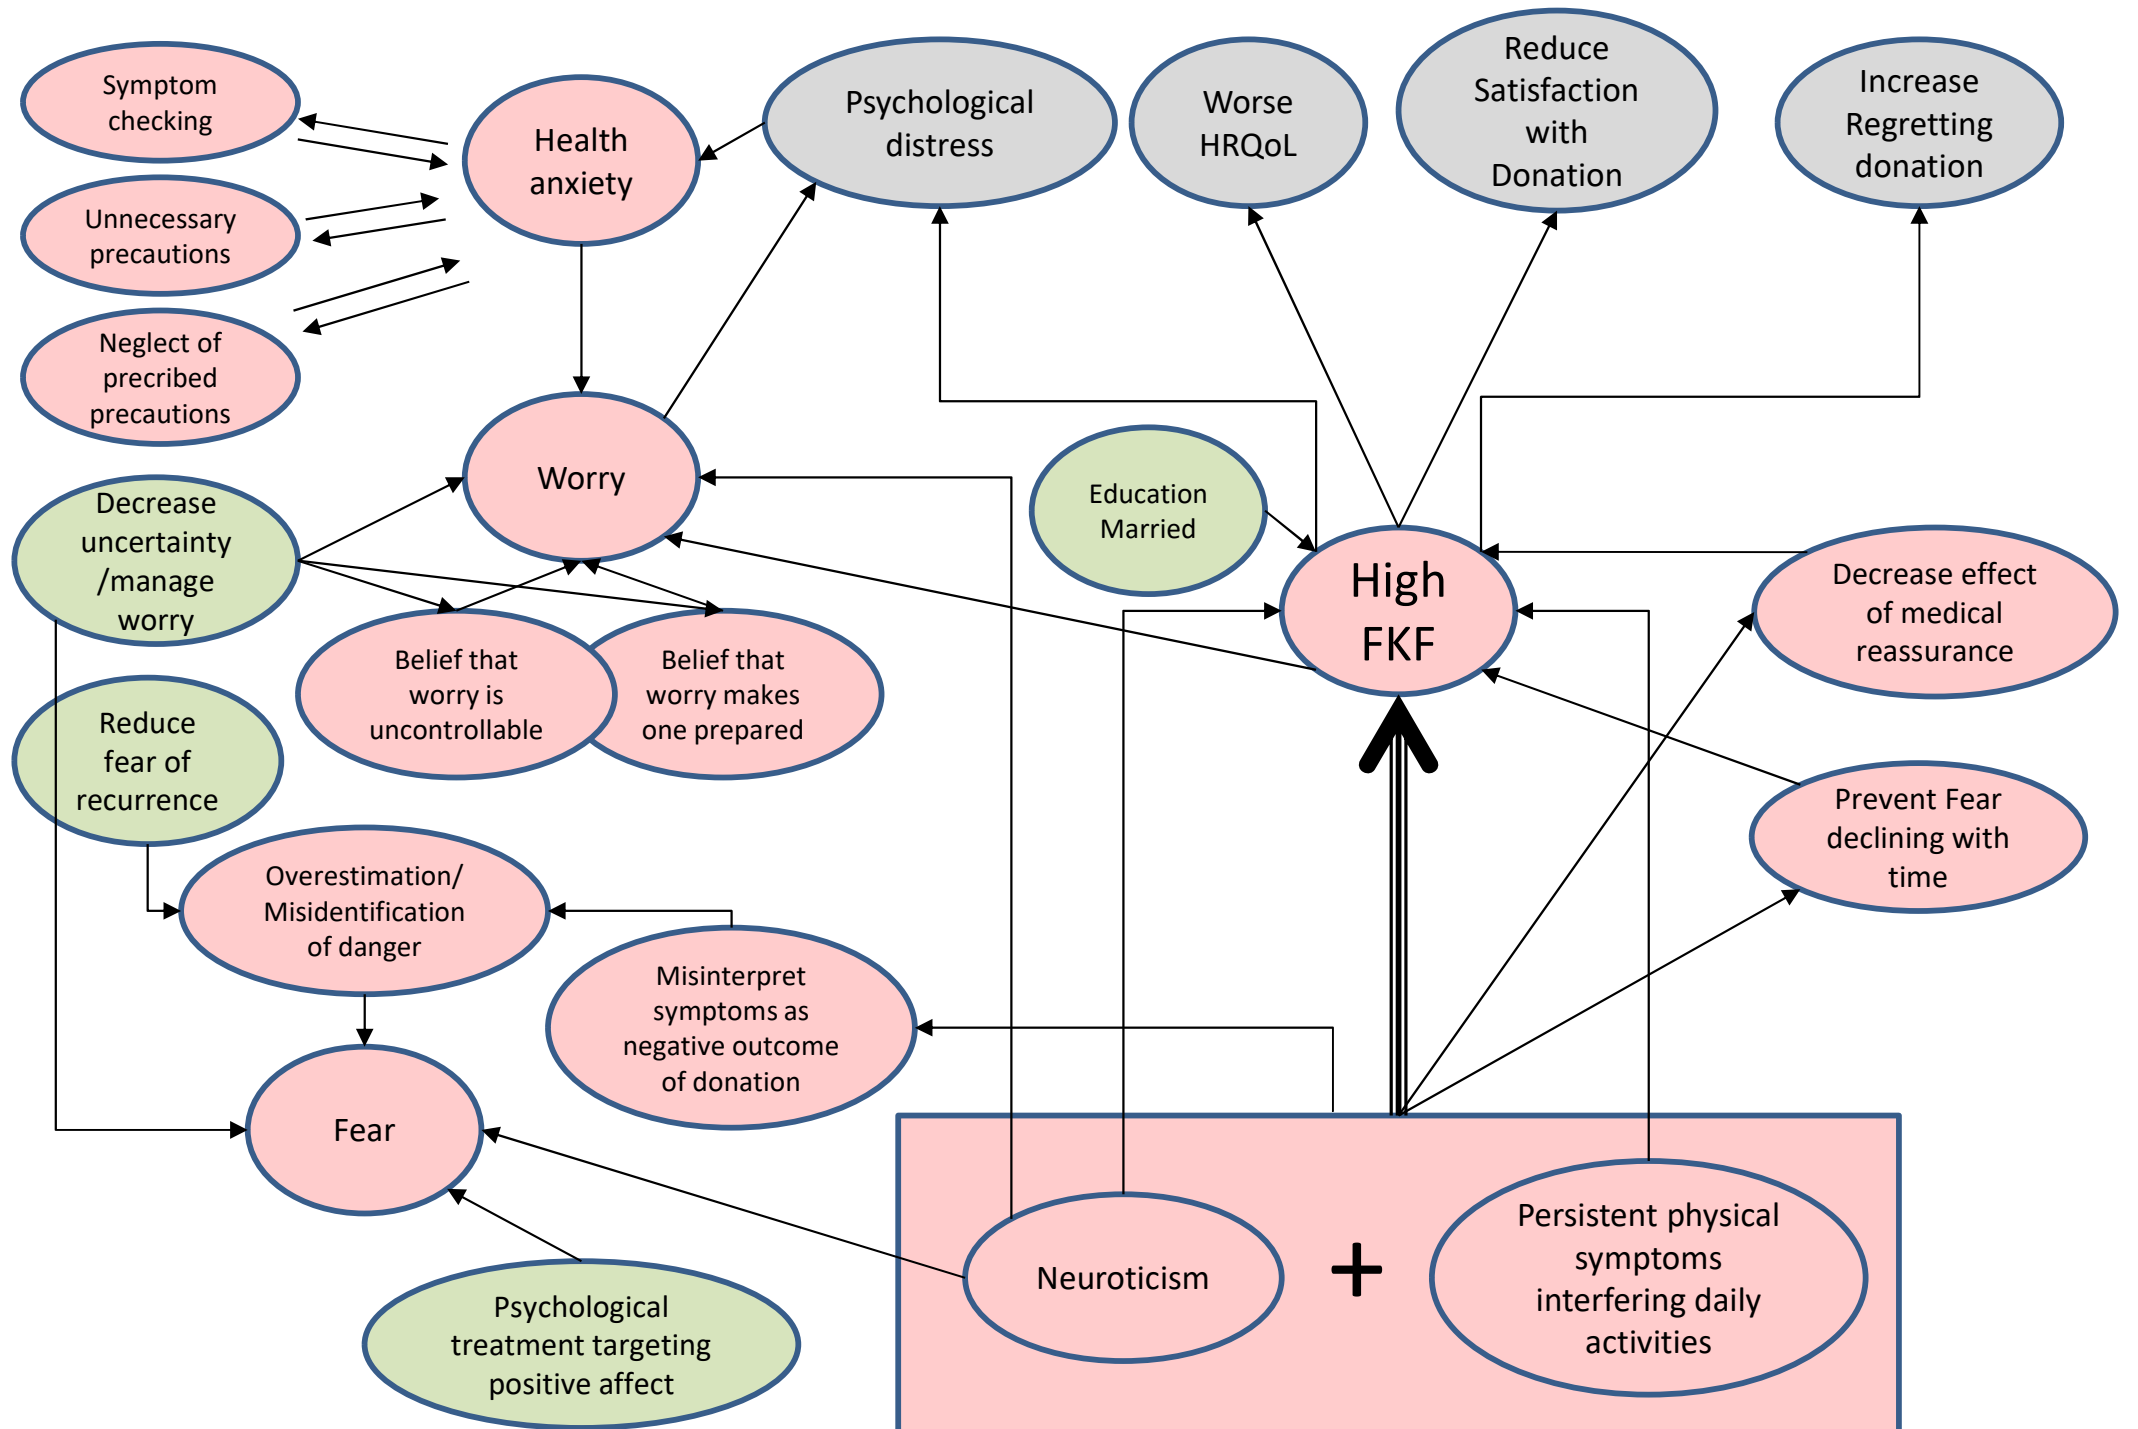 Symptom
checking
Health
anxiety
Psychological
distress
Worse
HRQoL
Reduce
Satisfaction
with
Donation
Increase
Regretting
donation
Unnecessary
precautions
Neglect of
precribed
precautions
Worry
Education
Married
Decrease
uncertainty
/manage
worry
High
FKF
Decrease effect
of medical
reassurance
Belief that
worry is
uncontrollable
Belief that
worry makes
one prepared
Reduce
fear of
recurrence
Prevent Fear
declining with
time
Overestimation/
Misidentification
of danger
Misinterpret
symptoms as
negative outcome
of donation
Fear
Neuroticism
+
Persistent physical
symptoms
interfering daily
activities
Psychological
treatment targeting
positive affect